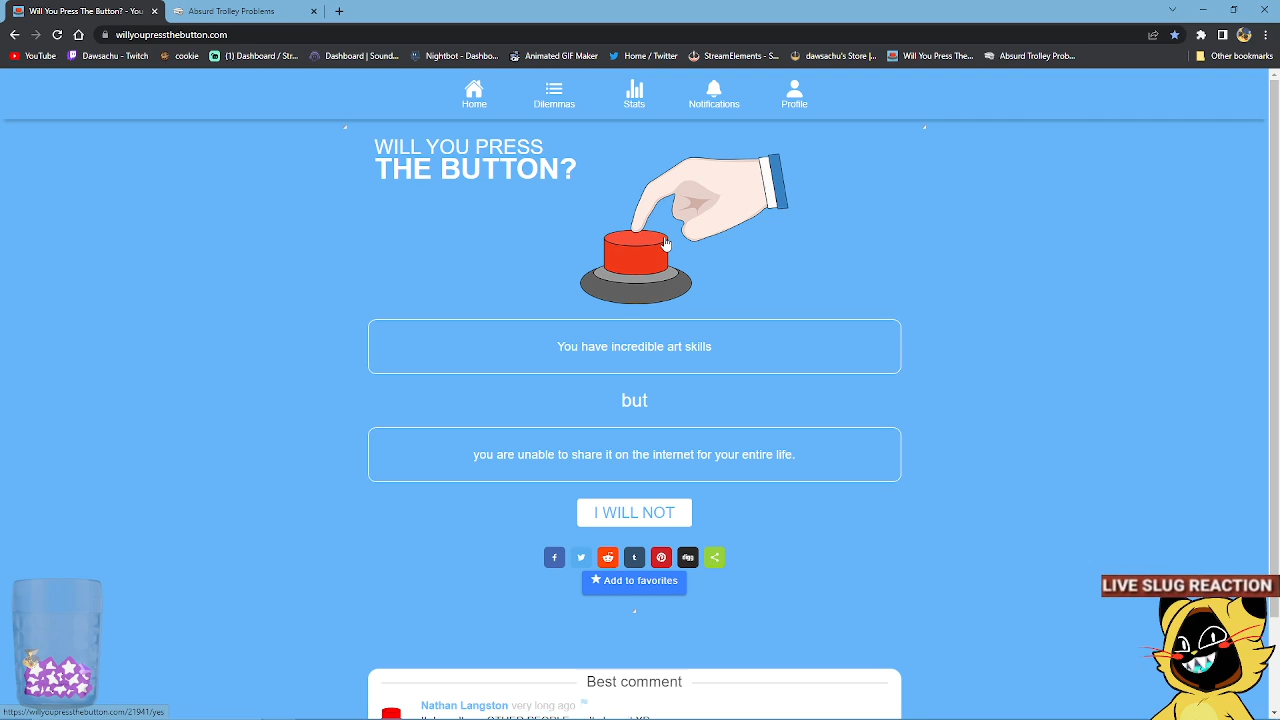 Will You Press The Button? - You
Absurd Trolley Problems
willyoupressthebutton.com
YouTube
Dawsachu - Twitch
cookie
(1) Dashboard / Str...
Dashboard | Sound...
Nightbot - Dashboar...
Animated GIF Maker
Home / Twitter
StreamElements - S...
dawsachu's store |...
Will You Press The...
Absurd Trolley Prob...
Other bookmarks
Home
Dilemmas
Stats
Notifications
Profile
WILL YOU PRESS
THE BUTTON?
You have incredible art skills
but
you are unable to share it on the internet for your entire life.
I WILL NOT
f
t
digg
Add to favorites
LIVE SLUG REACTION
Best comment
Nathan Langston very long ago
https://willyoupressthebutton.com/21941/yes